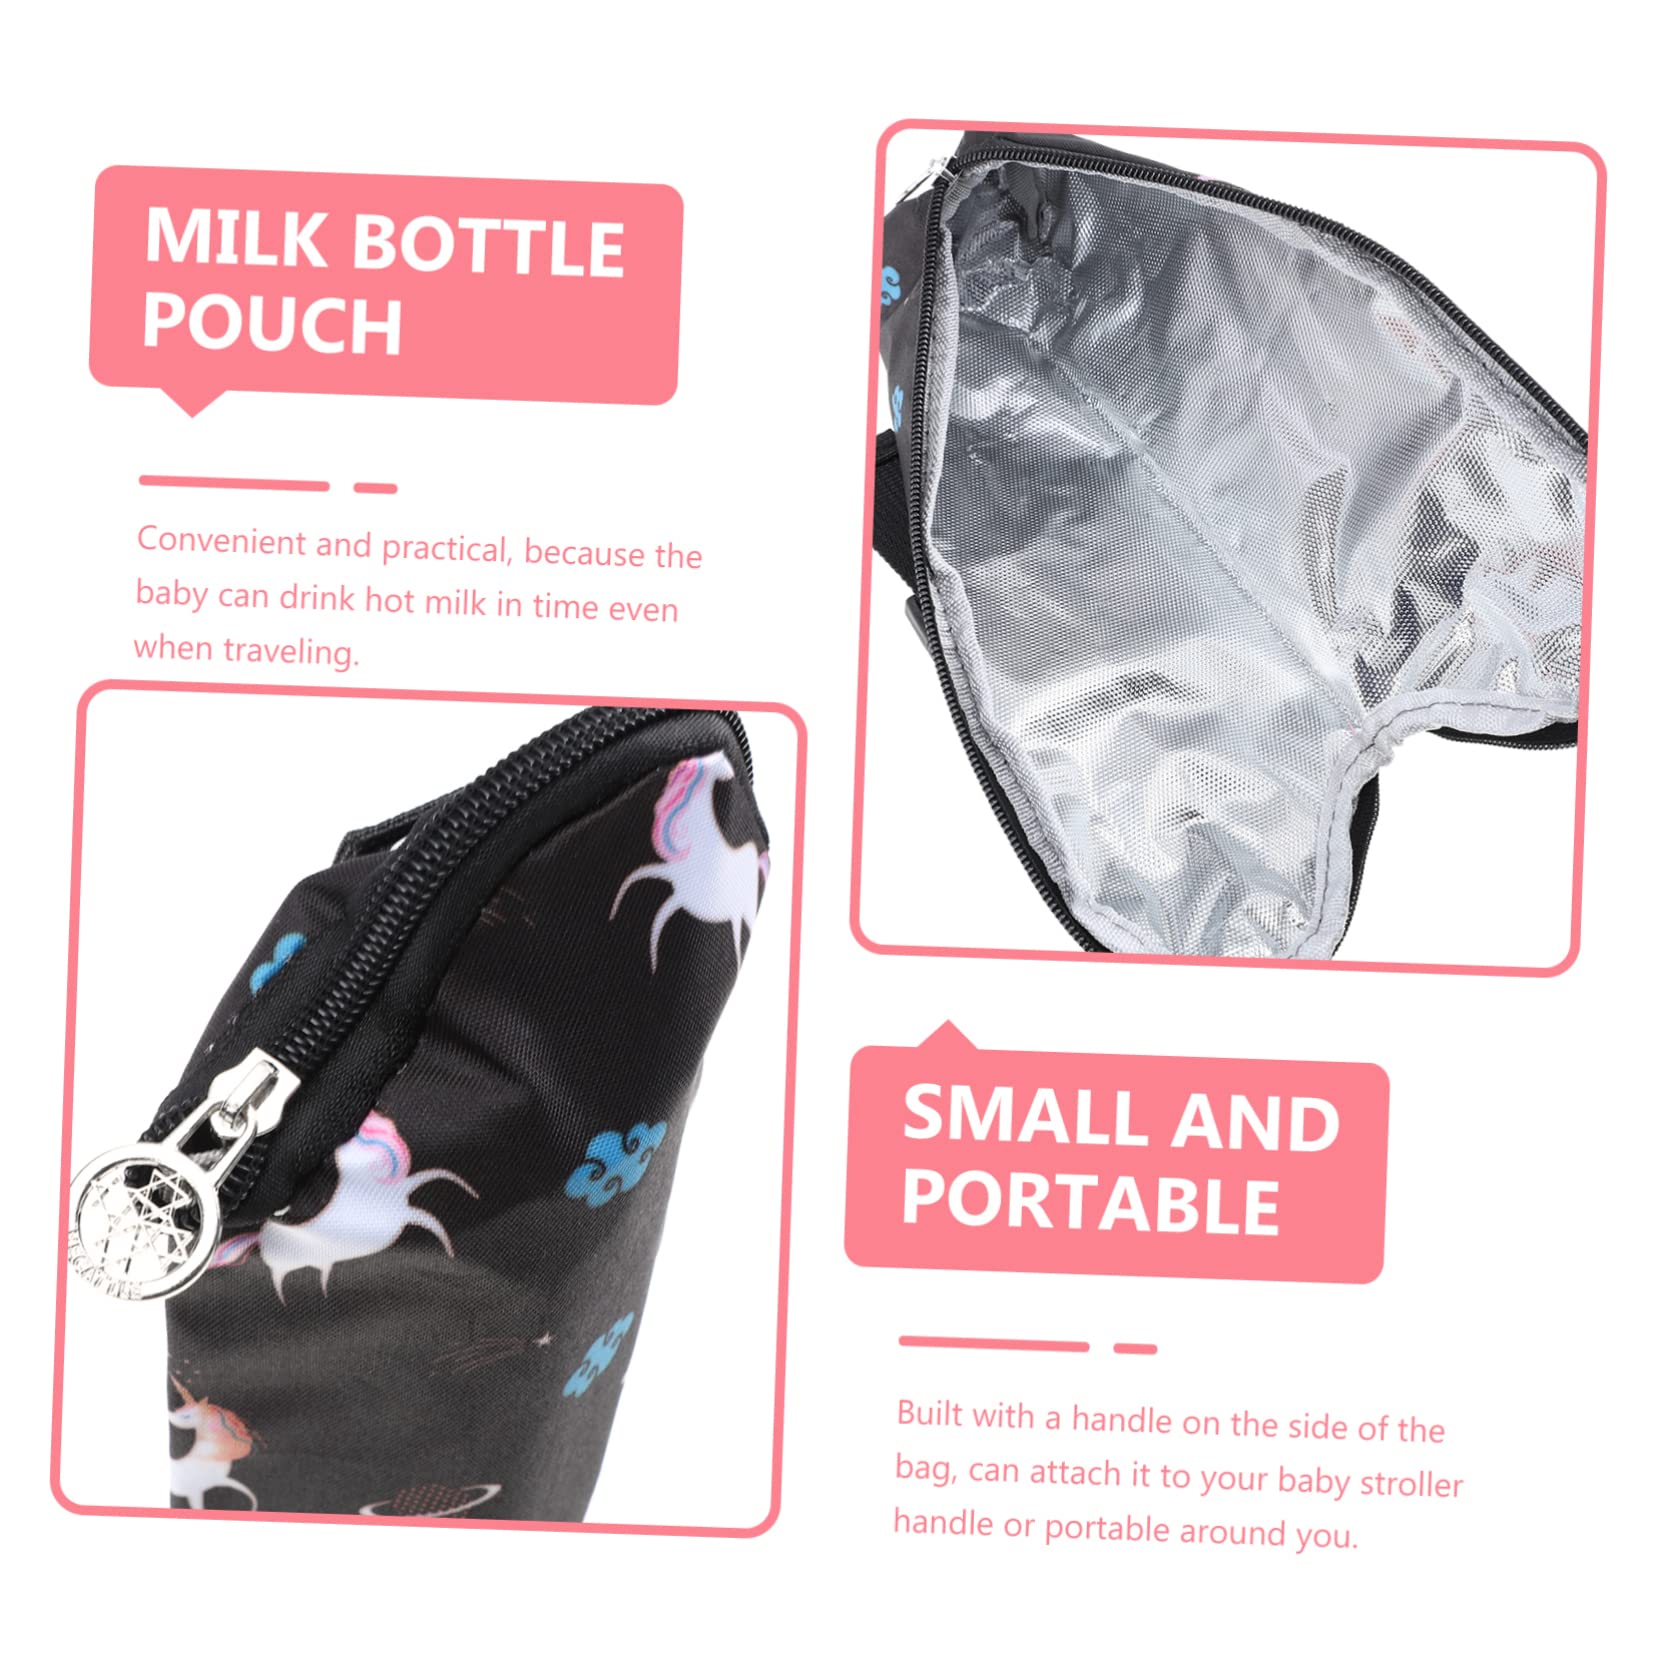 MILK BOTTLE
POUCH
Convenient and practical, because the
baby can drink hot milk in time even
when traveling.
SMALL AND
PORTABLE
Built with a handle on the side of the
bag, can attach it to your baby stroller
handle or portable around you.